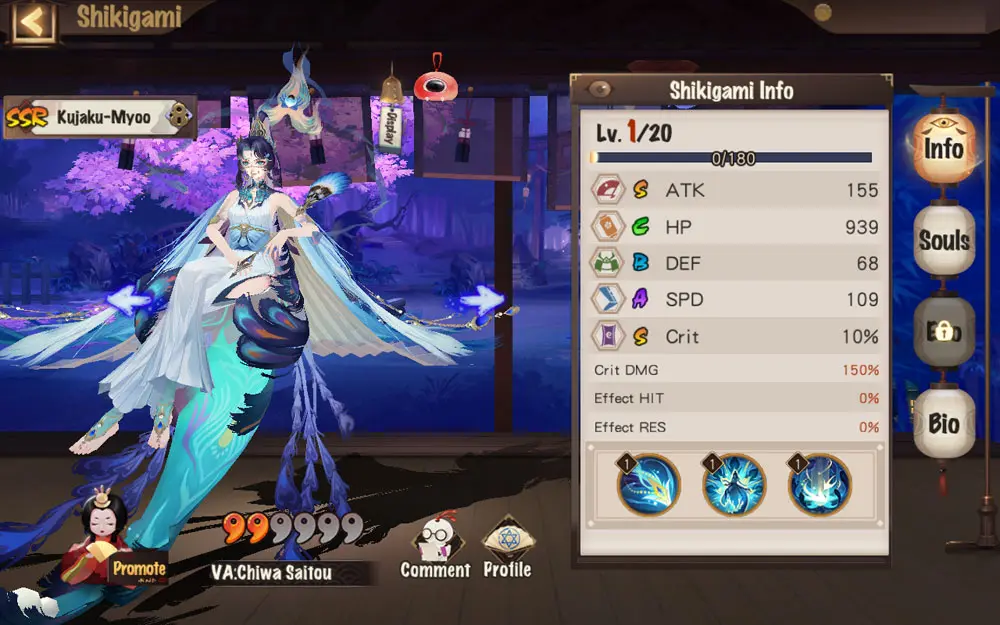 Shikigami
SSR Kujaku-Myoo
Display
Shikigami Info
Lv. 1/20
0/180
S ATK 155
C HP 939
B DEF 68
A SPD 109
S Crit 10%
Crit DMG 150%
Effect HIT 0%
Effect RES 0%
1 1 1
Info
Souls
Bio
Promote
VA:Chiwa Saitou
Comment
Profile